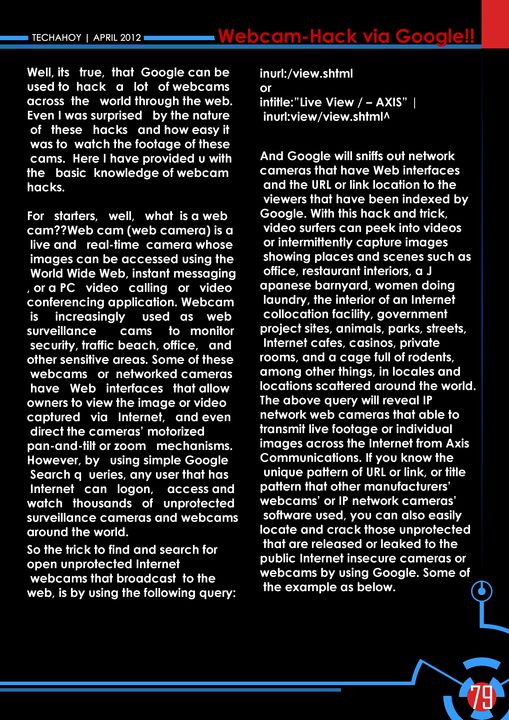 TECHAHOY | APRIL 2012
Webcam-Hack via Google!!
Well, its true, that Google can be
used to hack a lot of webcams
across the world through the web.
Even I was surprised by the nature
of these hacks and how easy it
was to watch the footage of these
cams. Here I have provided u with
the basic knowledge of webcam
hacks.
For starters, well, what is a web
cam??Web cam (web camera) is a
live and real-time camera whose
images can be accessed using the
World Wide Web, instant messaging
, or a PC video calling or video
conferencing application. Webcam
is increasingly used as web
surveillance cams to monitor
security, traffic beach, office, and
other sensitive areas. Some of these
webcams or networked cameras
have Web interfaces that allow
owners to view the image or video
captured via Internet, and even
direct the cameras’ motorized
pan-and-tilt or zoom mechanisms.
However, by using simple Google
Search q ueries, any user that has
Internet can logon, access and
watch thousands of unprotected
surveillance cameras and webcams
around the world.
So the trick to find and search for
open unprotected Internet
webcams that broadcast to the
web, is by using the following query:
inurl:/view.shtml
or
intitle:”Live View / – AXIS” |
inurl:view/view.shtml^
And Google will sniffs out network
cameras that have Web interfaces
and the URL or link location to the
viewers that have been indexed by
Google. With this hack and trick,
video surfers can peek into videos
or intermittently capture images
showing places and scenes such as
office, restaurant interiors, a J
apanese barnyard, women doing
laundry, the interior of an Internet
collocation facility, government
project sites, animals, parks, streets,
Internet cafes, casinos, private
rooms, and a cage full of rodents,
among other things, in locales and
locations scattered around the world.
The above query will reveal IP
network web cameras that able to
transmit live footage or individual
images across the Internet from Axis
Communications. If you know the
unique pattern of URL or link, or title
pattern that other manufacturers’
webcams’ or IP network cameras’
software used, you can also easily
locate and crack those unprotected
that are released or leaked to the
public Internet insecure cameras or
webcams by using Google. Some of
the example as below.
79